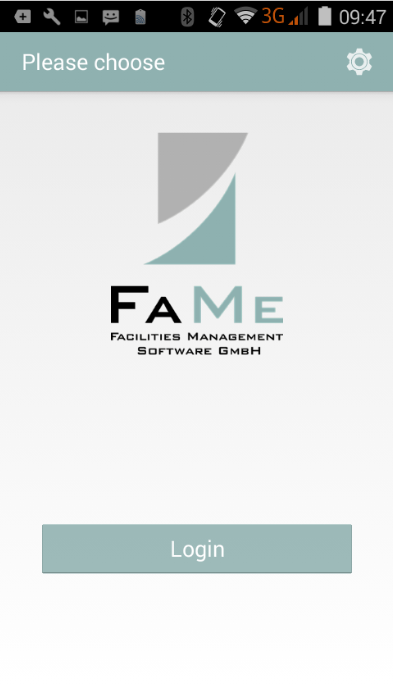 3G 09:47
Please choose
FAME
FACILITIES MANAGEMENT
SOFTWARE GMBH
Login